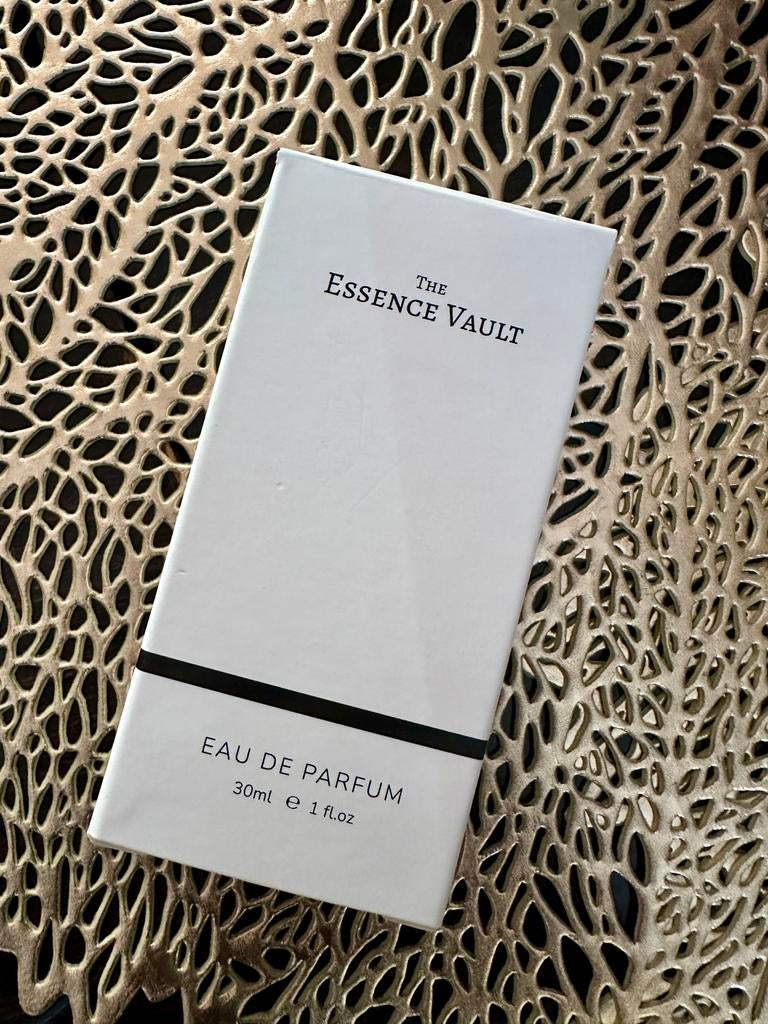 The
Essence Vault
EAU DE PARFUM
30ml ℮ 1 fl.oz